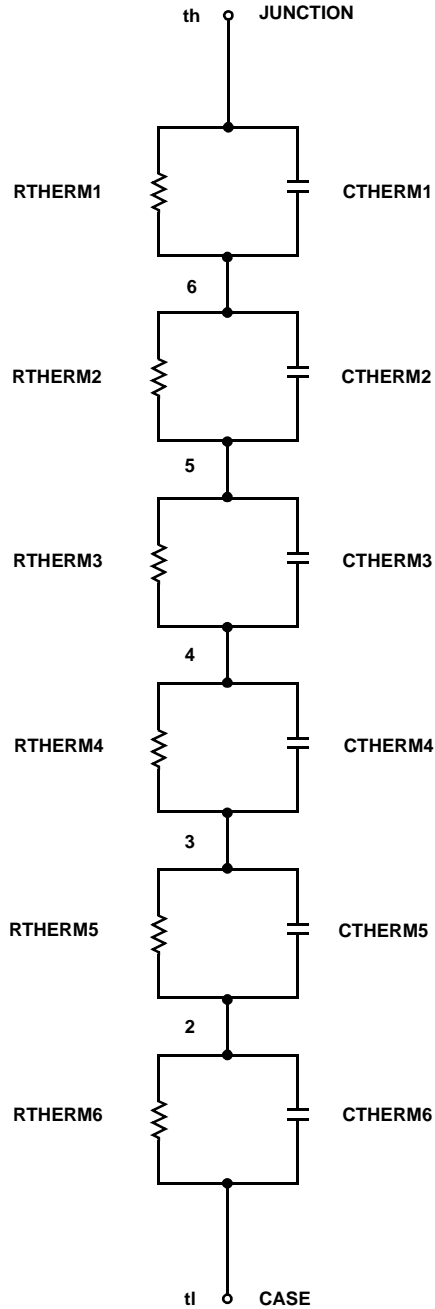 th JUNCTION
RTHERM1 CTHERM1
6
RTHERM2 CTHERM2
5
RTHERM3 CTHERM3
4
RTHERM4 CTHERM4
3
RTHERM5 CTHERM5
2
RTHERM6 CTHERM6
tl CASE